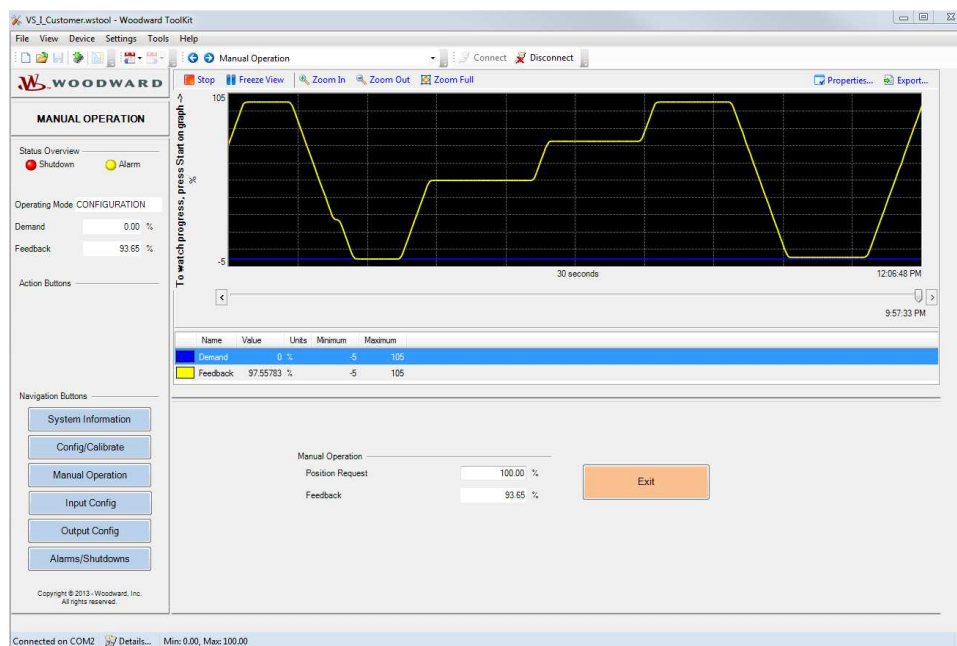 VS_I_Customer.wstool - Woodward ToolKit
File View Device Settings Tools Help
Manual Operation Connect Disconnect
WOODWARD
Stop Freeze View Zoom In Zoom Out Zoom Full Properties... Export...
MANUAL OPERATION
Status Overview
Shutdown Alarm
Operating Mode CONFIGURATION
Demand 0.00 %
Feedback 93.65 %
Action Buttons
To watch progress, press Start on graph ->
%
105
-5
30 seconds
12:06:48 PM
< >
9:57:33 PM
Name Value Units Minimum Maximum
Demand 0 % -5 105
Feedback 97.55783 % -5 105
Navigation Buttons
System Information
Config/Calibrate
Manual Operation
Input Config
Output Config
Alarms/Shutdowns
Manual Operation
Position Request 100.00 %
Feedback 93.65 %
Exit
Copyright © 2013 - Woodward, Inc.
All rights reserved.
Connected on COM2 Details... Min: 0.00, Max: 100.00